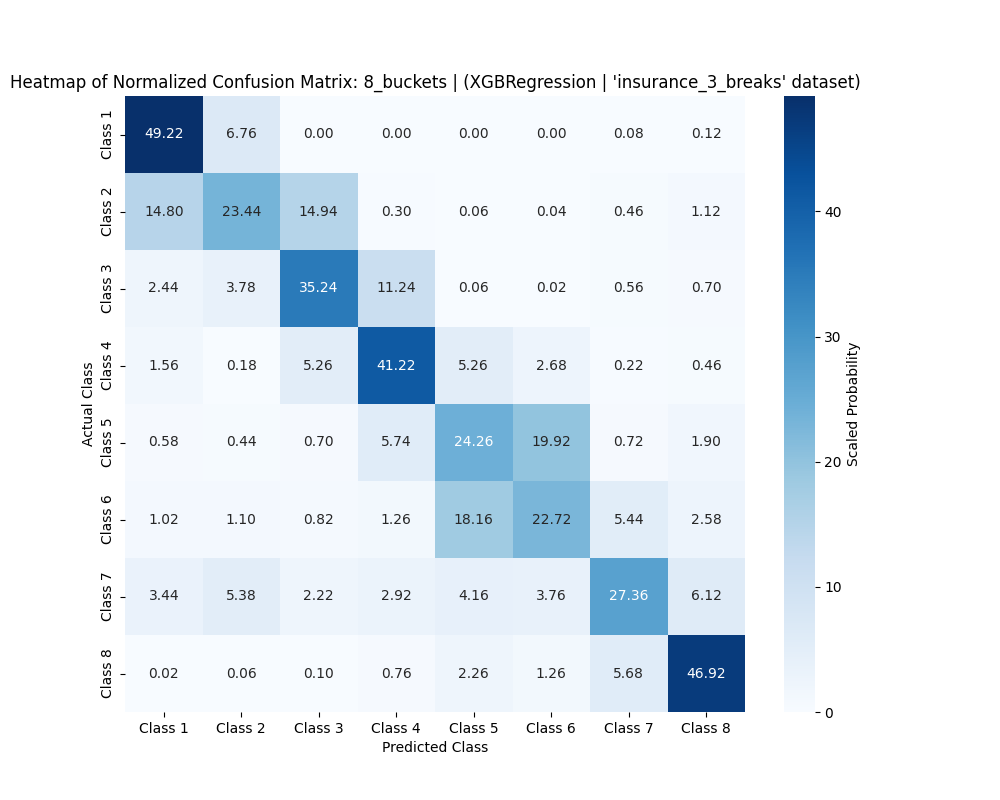 Heatmap of Normalized Confusion Matrix: 8_buckets | (XGBRegression | 'insurance_3_breaks' dataset)
Actual Class
Class 1 49.22 6.76 0.00 0.00 0.00 0.00 0.08 0.12
Class 2 14.80 23.44 14.94 0.30 0.06 0.04 0.46 1.12
Class 3 2.44 3.78 35.24 11.24 0.06 0.02 0.56 0.70
Class 4 1.56 0.18 5.26 41.22 5.26 2.68 0.22 0.46
Class 5 0.58 0.44 0.70 5.74 24.26 19.92 0.72 1.90
Class 6 1.02 1.10 0.82 1.26 18.16 22.72 5.44 2.58
Class 7 3.44 5.38 2.22 2.92 4.16 3.76 27.36 6.12
Class 8 0.02 0.06 0.10 0.76 2.26 1.26 5.68 46.92
Class 1 Class 2 Class 3 Class 4 Class 5 Class 6 Class 7 Class 8
Predicted Class
40
30
20
10
0
Scaled Probability